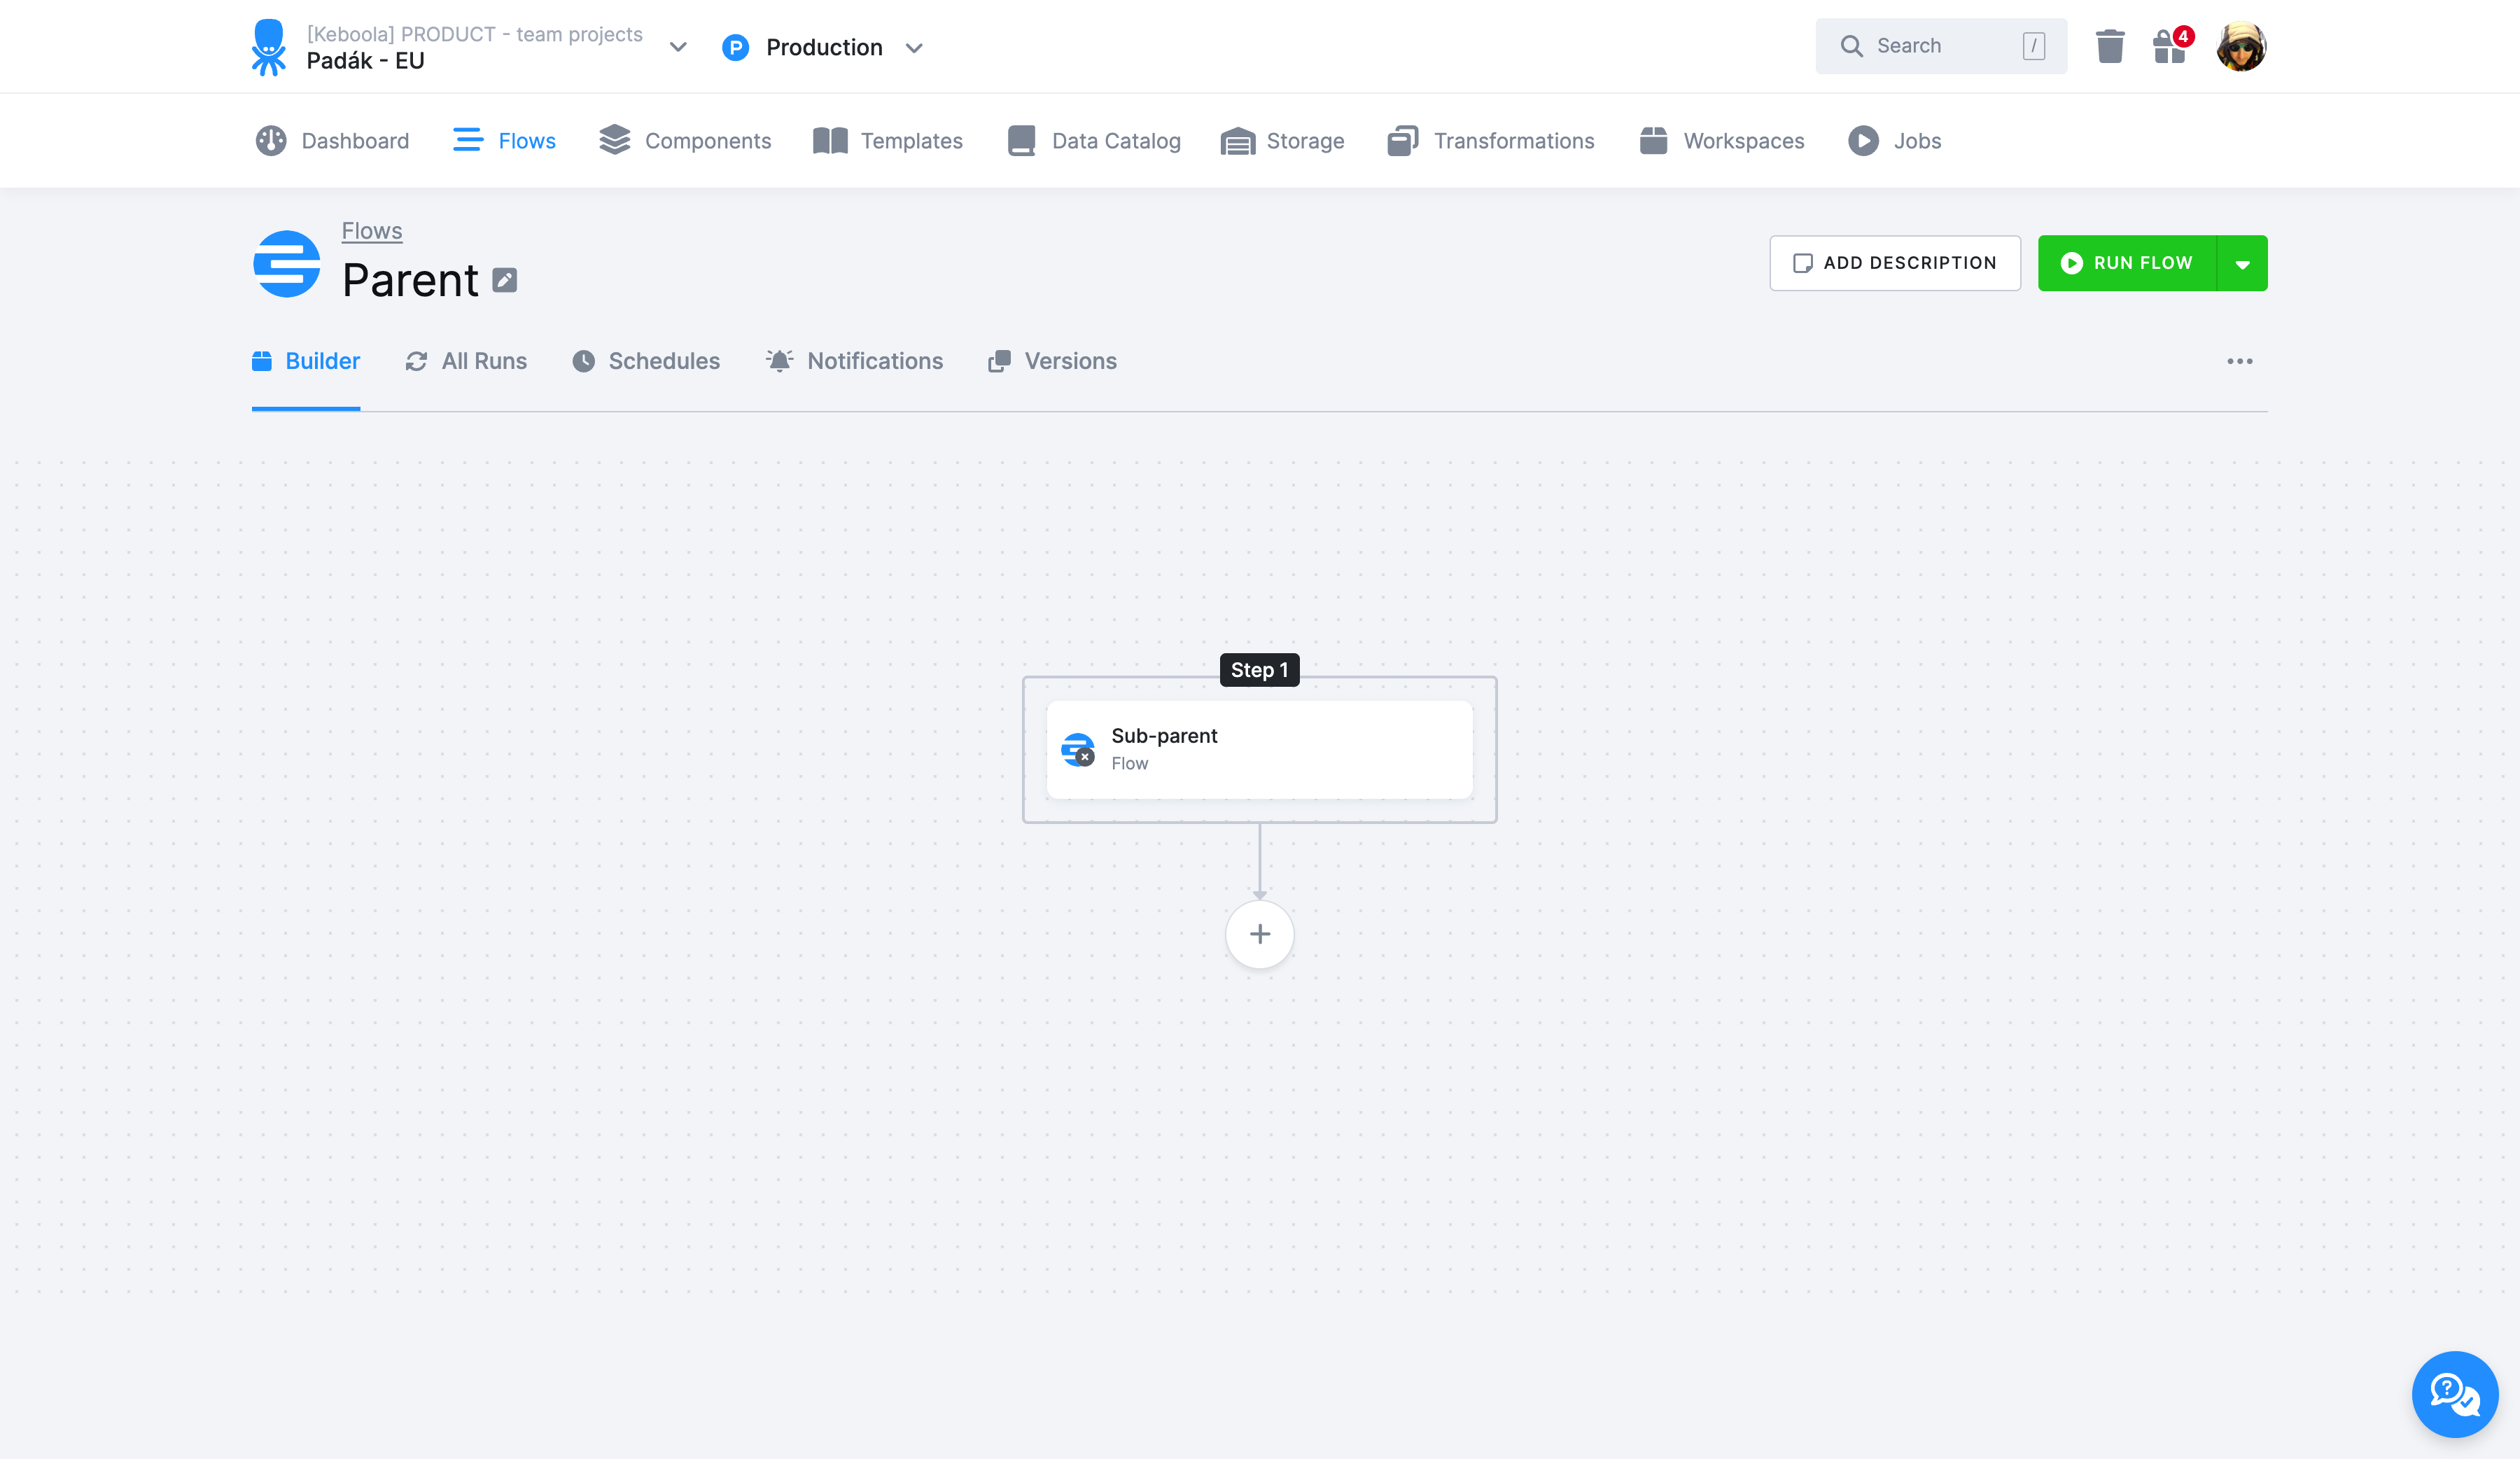 [Keboola] PRODUCT - team projects
Padák - EU
P Production
Search /
4
Dashboard Flows Components Templates Data Catalog Storage Transformations Workspaces Jobs
Flows
Parent
ADD DESCRIPTION RUN FLOW
Builder All Runs Schedules Notifications Versions
Step 1
Sub-parent
Flow